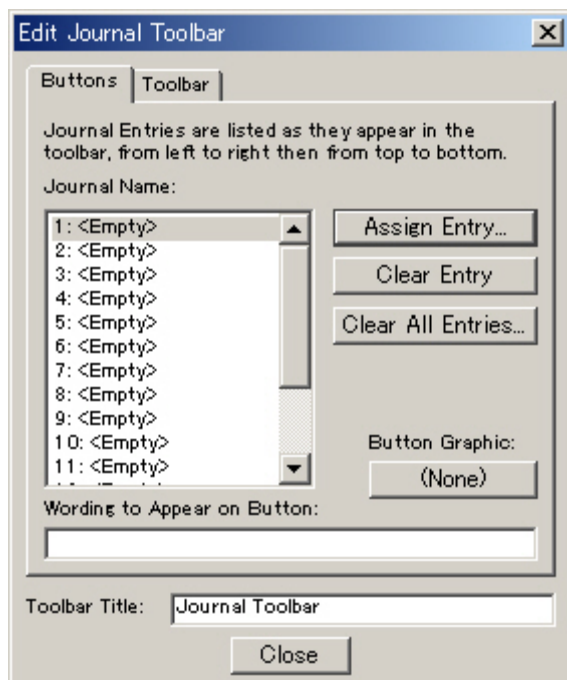 Edit Journal Toolbar
Buttons
Toolbar
Journal Entries are listed as they appear in the
toolbar, from left to right then from top to bottom.
Journal Name:
1: <Empty>
2: <Empty>
3: <Empty>
4: <Empty>
5: <Empty>
6: <Empty>
7: <Empty>
8: <Empty>
9: <Empty>
10: <Empty>
11: <Empty>
Assign Entry...
Clear Entry
Clear All Entries...
Button Graphic:
(None)
Wording to Appear on Button:
Toolbar Title:
Journal Toolbar
Close